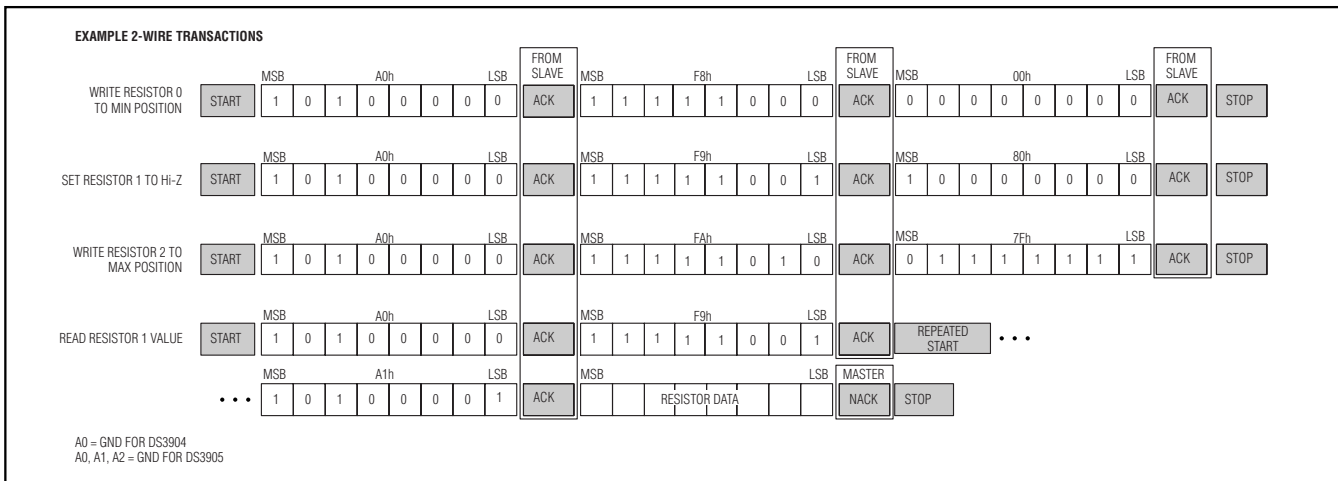 EXAMPLE 2-WIRE TRANSACTIONS
FROM SLAVE FROM SLAVE FROM SLAVE
MSB A0h LSB MSB F8h LSB MSB 00h LSB
WRITE RESISTOR 0 TO MIN POSITION START 1 0 1 0 0 0 0 0 ACK 1 1 1 1 1 0 0 0 ACK 0 0 0 0 0 0 0 0 ACK STOP
MSB A0h LSB MSB F9h LSB MSB 80h LSB
SET RESISTOR 1 TO Hi-Z START 1 0 1 0 0 0 0 0 ACK 1 1 1 1 1 0 0 1 ACK 1 0 0 0 0 0 0 0 ACK STOP
MSB A0h LSB MSB FAh LSB MSB 7Fh LSB
WRITE RESISTOR 2 TO MAX POSITION START 1 0 1 0 0 0 0 0 ACK 1 1 1 1 1 0 1 0 ACK 0 1 1 1 1 1 1 1 ACK STOP
MSB A0h LSB MSB F9h LSB
READ RESISTOR 1 VALUE START 1 0 1 0 0 0 0 0 ACK 1 1 1 1 1 0 0 1 ACK REPEATED START • • •
MSB A1h LSB MSB LSB MASTER
• • • 1 0 1 0 0 0 0 1 ACK RESISTOR DATA NACK STOP
A0 = GND FOR DS3904
A0, A1, A2 = GND FOR DS3905